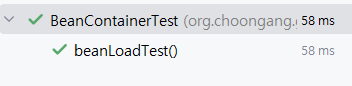 BeanContainerTest (org.choongang. 58 ms
beanLoadTest() 58 ms